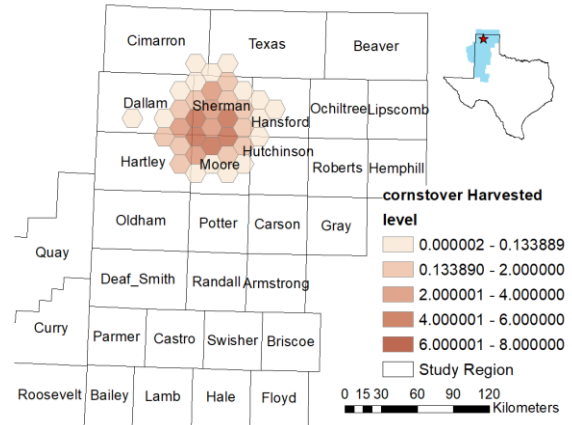 Cimarron Texas Beaver
Dallam Sherman Hansford Ochiltree Lipscomb
Hartley Moore Hutchinson Roberts Hemphill
Oldham Potter Carson Gray
Quay
Deaf_Smith Randall Armstrong
Curry Parmer Castro Swisher Briscoe
Roosevelt Bailey Lamb Hale Floyd
cornstover Harvested
level
0.000002 - 0.133889
0.133890 - 2.000000
2.000001 - 4.000000
4.000001 - 6.000000
6.000001 - 8.000000
Study Region
0 15 30 60 90 120
Kilometers